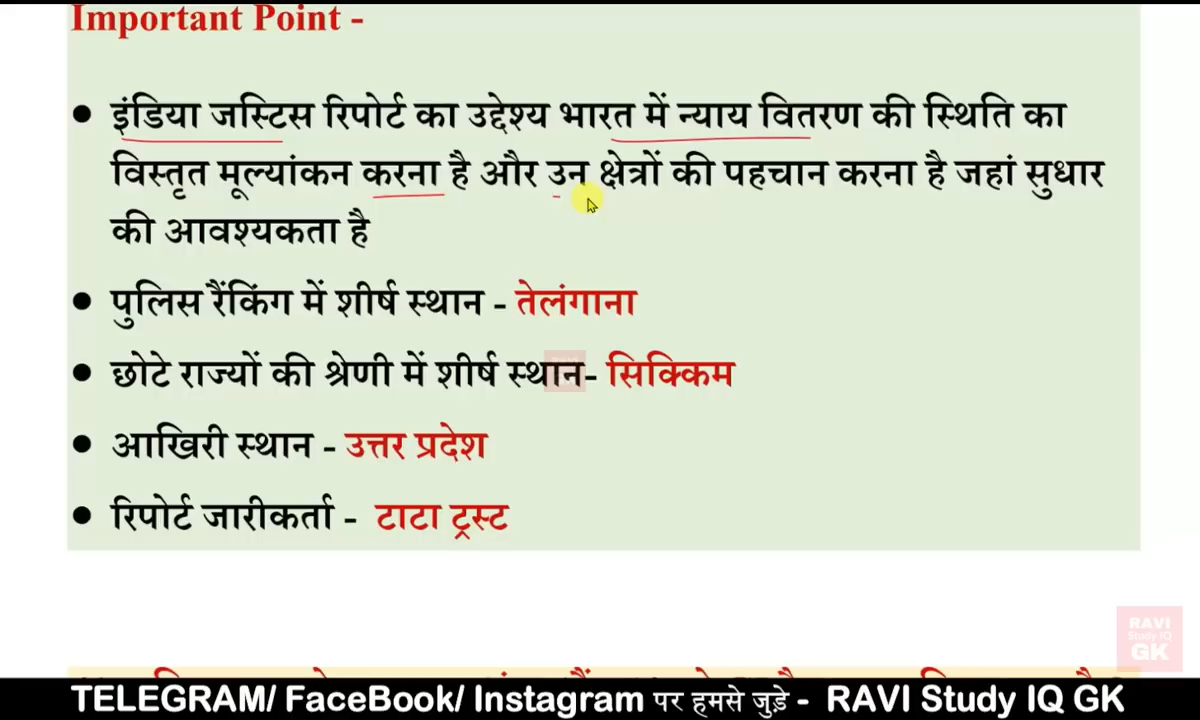 Important Point -
• इंडिया जस्टिस रिपोर्ट का उद्देश्य भारत में न्याय वितरण की स्थिति का
विस्तृत मूल्यांकन करना है और उन क्षेत्रों की पहचान करना है जहां सुधार
की आवश्यकता है
• पुलिस रैंकिंग में शीर्ष स्थान - तेलंगाना
• छोटे राज्यों की श्रेणी में शीर्ष स्थान- सिक्किम
• आखिरी स्थान - उत्तर प्रदेश
• रिपोर्ट जारीकर्ता - टाटा ट्रस्ट
RAVI
Study IQ
GK
TELEGRAM/ FaceBook/ Instagram पर हमसे जुड़े - RAVI Study IQ GK